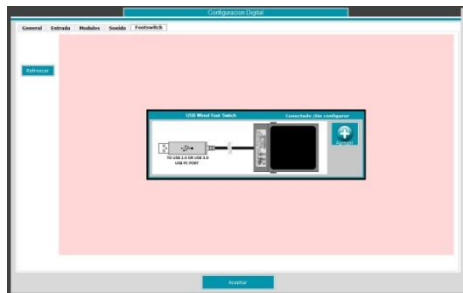 Configuracion Digital
General Entrada Modulos Sonido Footswitch
Refrescar
USB Wired Foot Switch Conectado ¡Sin configurar
TO USB 2.0 OR USB 3.0
USB PC PORT
Aceptar